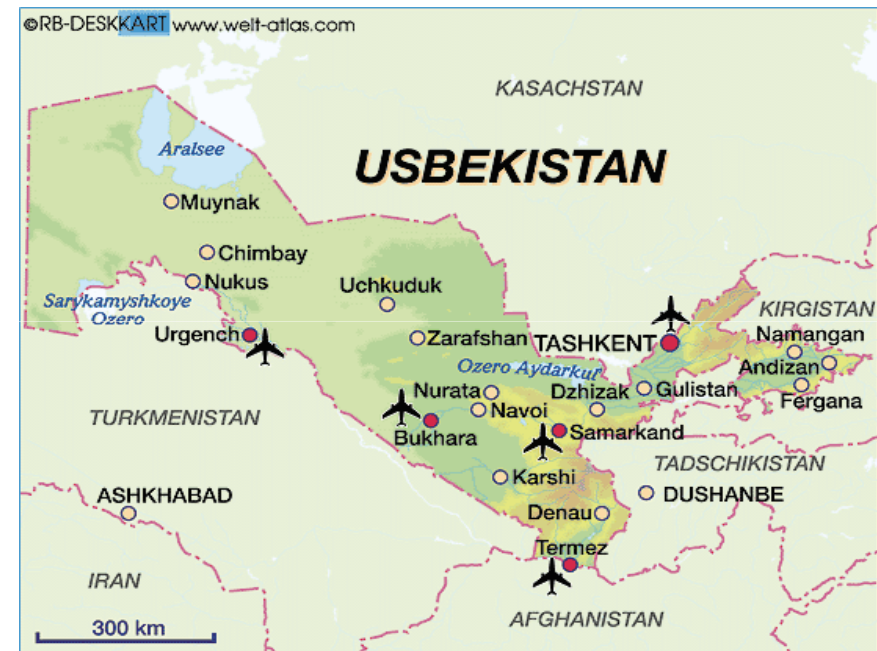 ©RB-DESKKART www.welt-atlas.com
KASACHSTAN
USBEKISTAN
Aralsee
Muynak
Chimbay
Nukus
Sarykamyshkoye
Ozero
Urgench
Uchkuduk
Zarafshan
TASHKENT
KIRGISTAN
Namangan
Andizan
Fergana
Ozero Aydarkur
Nurata
Navoi
Dzhizak
Gulistan
Bukhara
Samarkand
TURKMENISTAN
TADSCHIKISTAN
Karshi
DUSHANBE
ASHKHABAD
Denau
Termez
IRAN
AFGHANISTAN
300 km